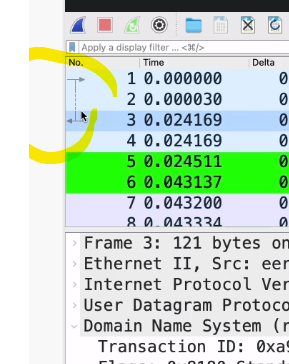 Apply a display filter ... <⌘/>
No. Time Delta
1 0.000000 0
2 0.000030 0
3 0.024169 0
4 0.024169 0
5 0.024511 0
6 0.043137 0
7 0.043200 0
8 0.043334 0
Frame 3: 121 bytes on
Ethernet II, Src: eer
Internet Protocol Ver
User Datagram Protoco
Domain Name System (r
Transaction ID: 0xa9